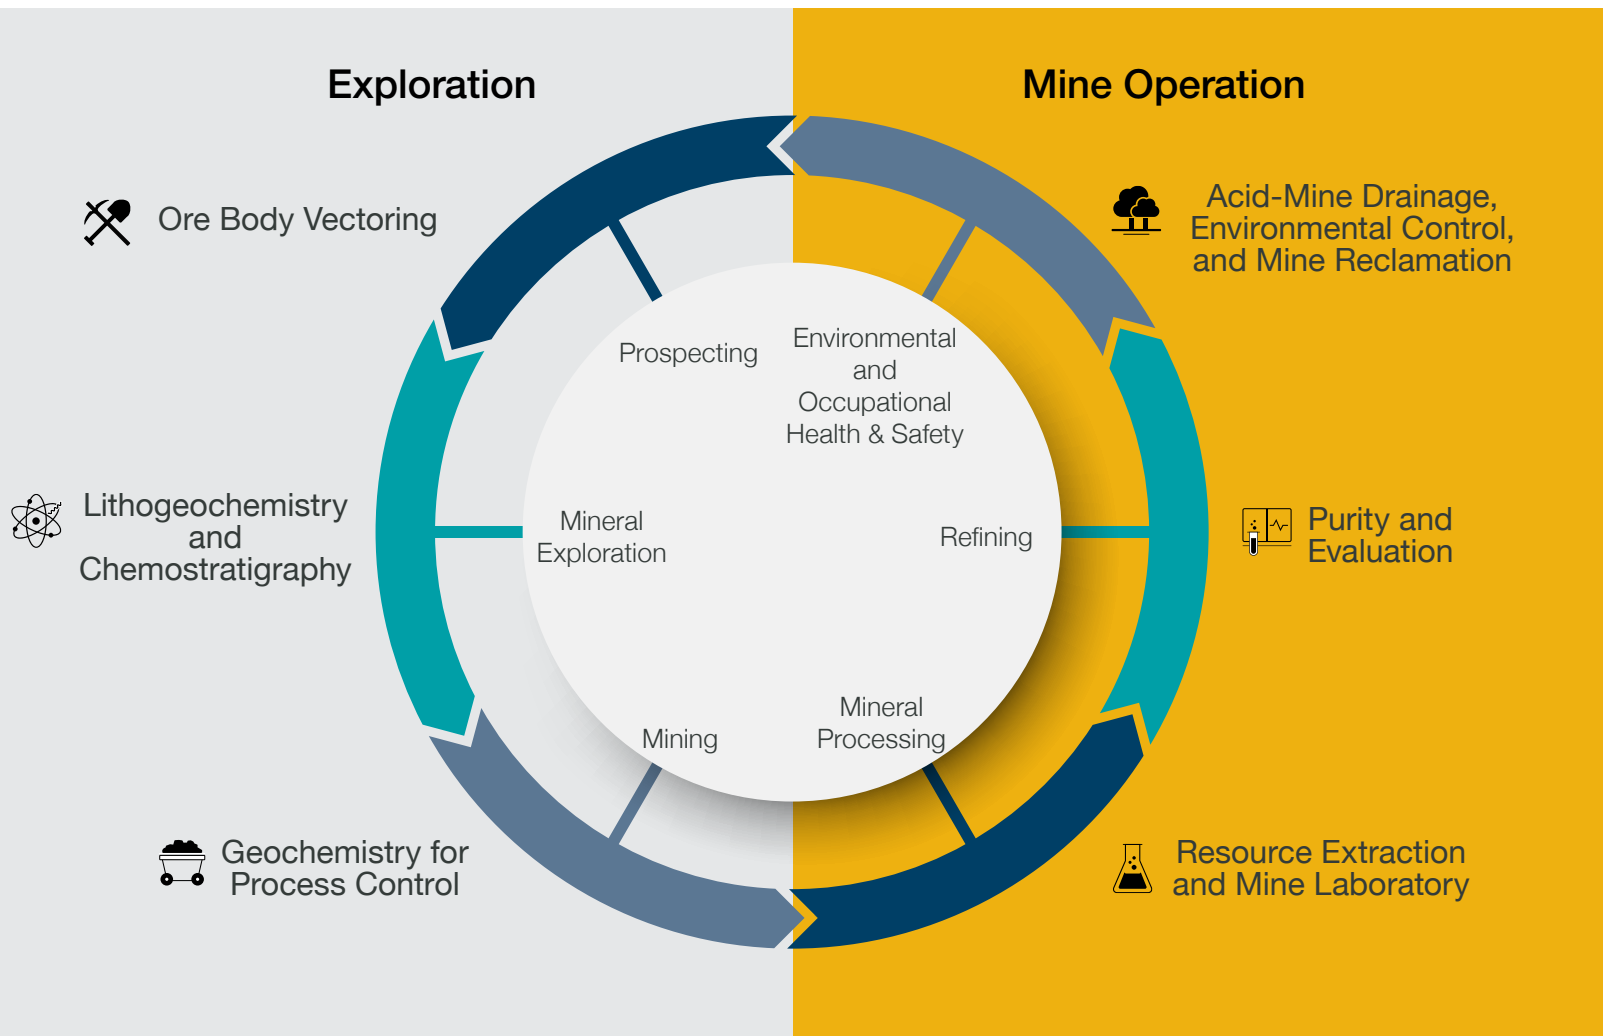 Exploration
Mine Operation
Ore Body Vectoring
Acid-Mine Drainage,
Environmental Control,
and Mine Reclamation
Prospecting
Environmental
and
Occupational
Health & Safety
Lithogeochemistry
and
Chemostratigraphy
Mineral
Exploration
Refining
Purity and
Evaluation
Mining
Mineral
Processing
Geochemistry for
Process Control
Resource Extraction
and Mine Laboratory